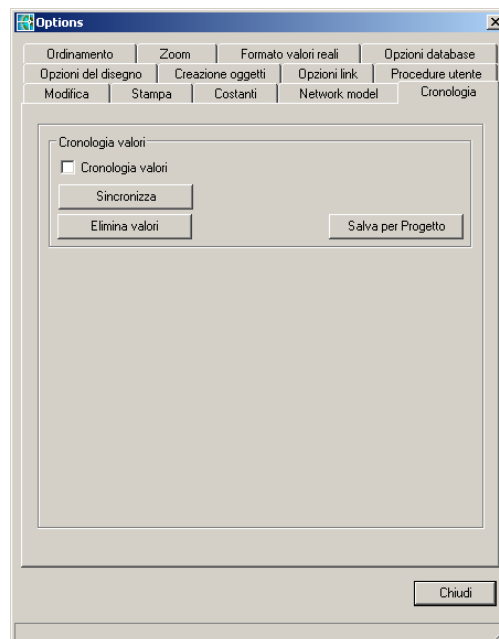 Options
Ordinamento Zoom Formato valori reali Opzioni database
Opzioni del disegno Creazione oggetti Opzioni link Procedure utente
Modifica Stampa Costanti Network model Cronologia
Cronologia valori
Cronologia valori
Sincronizza
Elimina valori Salva per Progetto
Chiudi